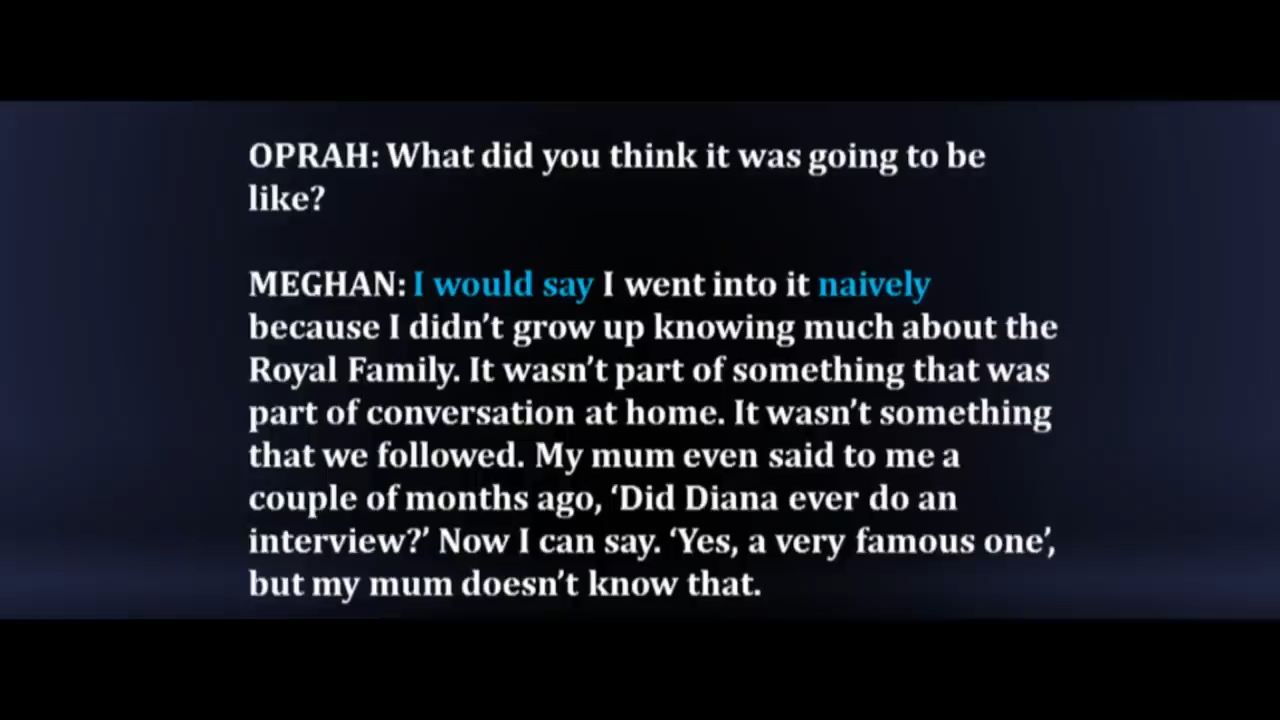 OPRAH: What did you think it was going to be
like?
MEGHAN: I would say I went into it naively
because I didn’t grow up knowing much about the
Royal Family. It wasn’t part of something that was
part of conversation at home. It wasn’t something
that we followed. My mum even said to me a
couple of months ago, ‘Did Diana ever do an
interview?’ Now I can say. ‘Yes, a very famous one’,
but my mum doesn’t know that.